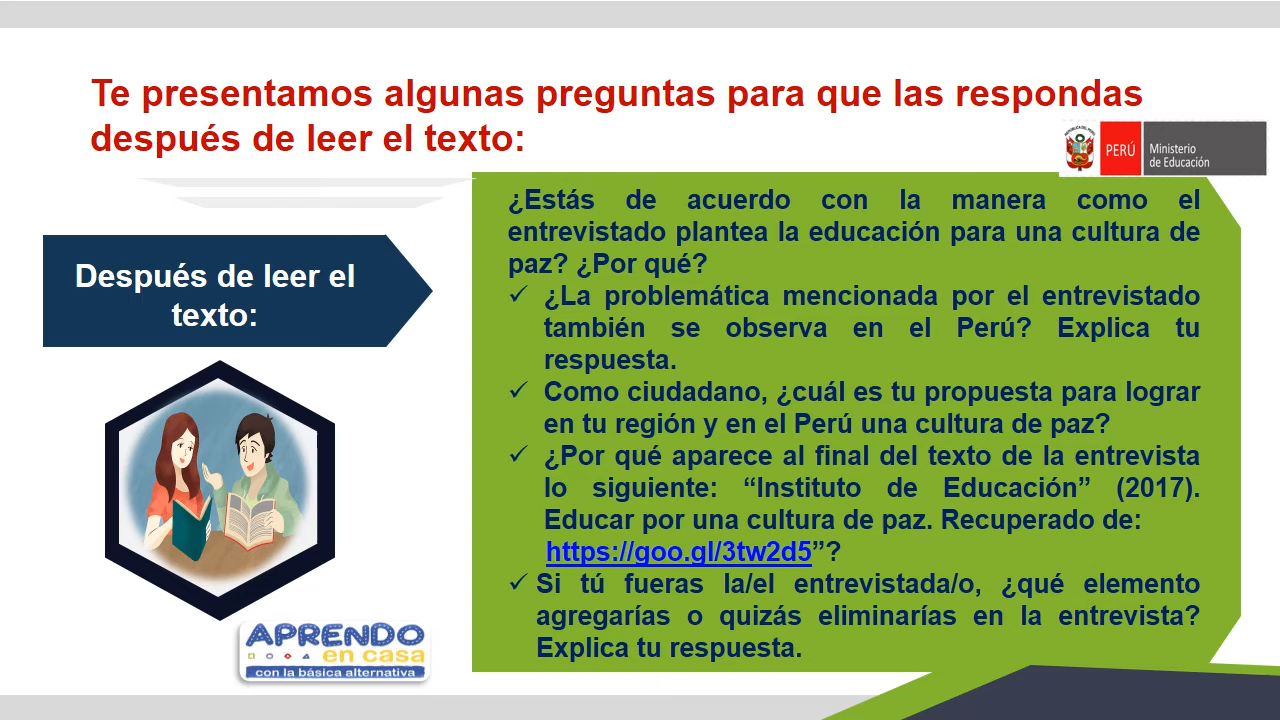 Te presentamos algunas preguntas para que las respondas
después de leer el texto:
PERÚ
Ministerio
de Educación
Después de leer el
texto:
¿Estás de acuerdo con la manera como el
entrevistado plantea la educación para una cultura de
paz? ¿Por qué?
✓ ¿La problemática mencionada por el entrevistado
también se observa en el Perú? Explica tu
respuesta.
✓ Como ciudadano, ¿cuál es tu propuesta para lograr
en tu región y en el Perú una cultura de paz?
✓ ¿Por qué aparece al final del texto de la entrevista
lo siguiente: “Instituto de Educación” (2017).
Educar por una cultura de paz. Recuperado de:
https://goo.gl/3tw2d5”?
✓ Si tú fueras la/el entrevistada/o, ¿qué elemento
agregarías o quizás eliminarías en la entrevista?
Explica tu respuesta.
APRENDO
en casa
con la básica alternativa